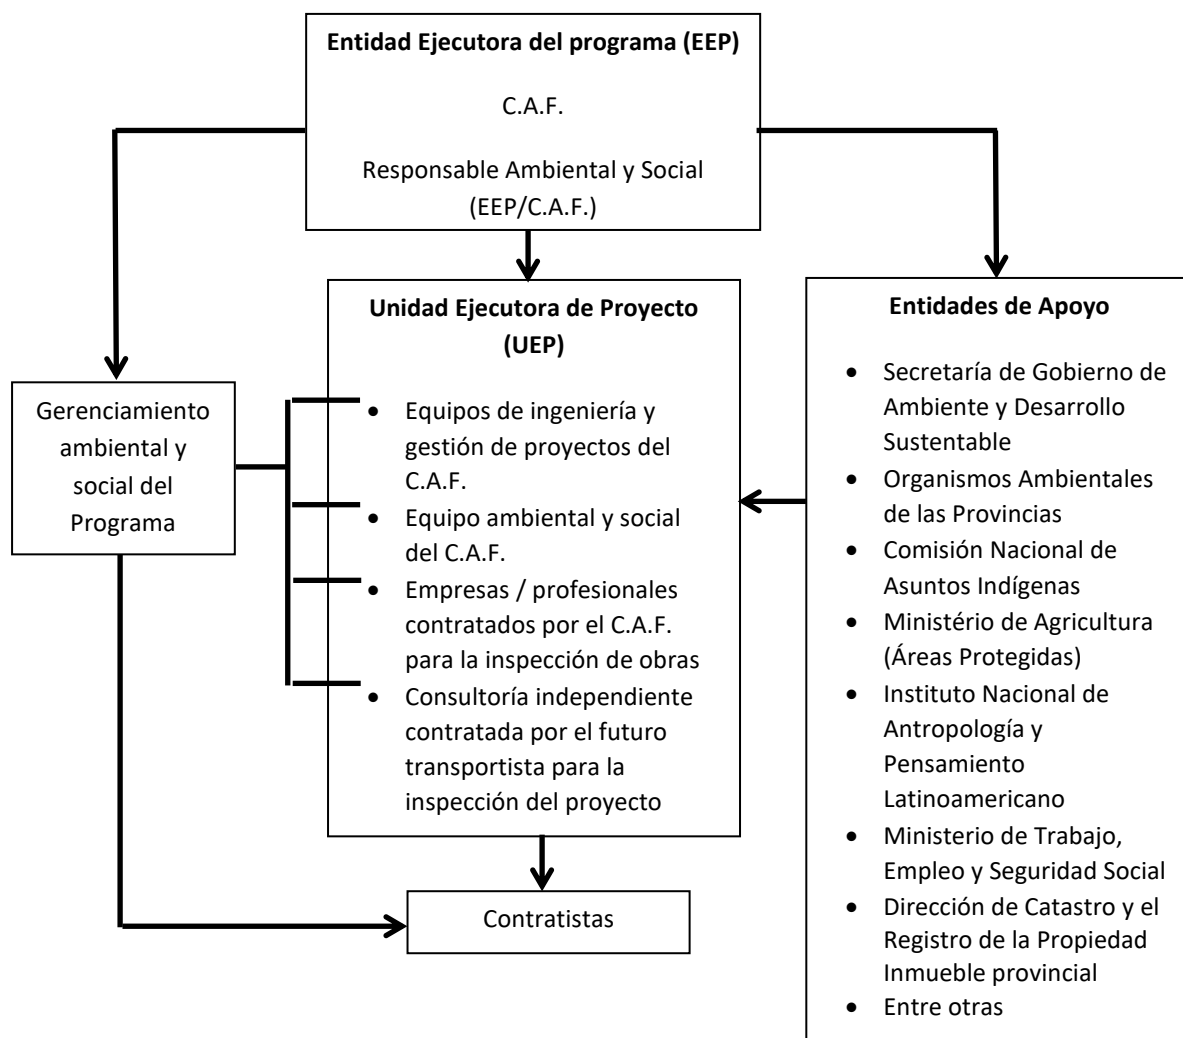 Entidad Ejecutora del programa (EEP)
C.A.F.
Responsable Ambiental y Social
(EEP/C.A.F.)
Gerenciamiento
ambiental y
social del
Programa
Unidad Ejecutora de Proyecto
(UEP)
• Equipos de ingeniería y
gestión de proyectos del
C.A.F.
• Equipo ambiental y social
del C.A.F.
• Empresas / profesionales
contratados por el C.A.F.
para la inspección de obras
• Consultoría independiente
contratada por el futuro
transportista para la
inspección del proyecto
Contratistas
Entidades de Apoyo
• Secretaría de Gobierno de
Ambiente y Desarrollo
Sustentable
• Organismos Ambientales
de las Provincias
• Comisión Nacional de
Asuntos Indígenas
• Ministério de Agricultura
(Áreas Protegidas)
• Instituto Nacional de
Antropología y
Pensamiento
Latinoamericano
• Ministerio de Trabajo,
Empleo y Seguridad Social
• Dirección de Catastro y el
Registro de la Propiedad
Inmueble provincial
• Entre otras